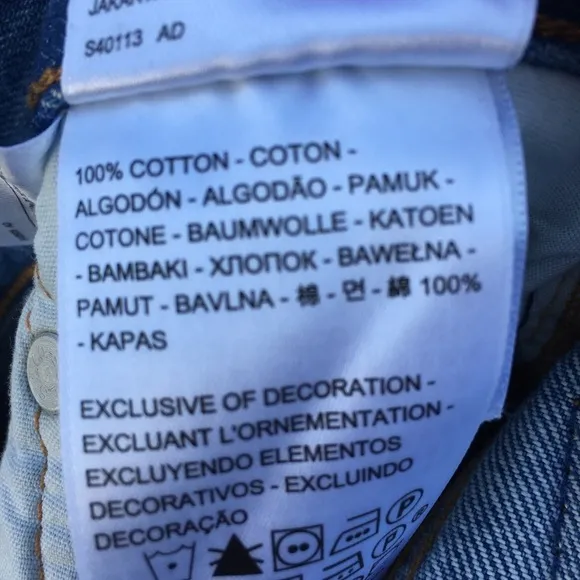 S40113 AD
100% COTTON - COTON -
ALGODÓN - ALGODÃO - PAMUK -
COTONE - BAUMWOLLE - KATOEN
- BAMBAKI - ХЛОПОК - BAWEŁNA -
PAMUT - BAVLNA - 棉 - 면 - 綿 100%
- KAPAS
EXCLUSIVE OF DECORATION -
EXCLUANT L'ORNEMENTATION -
EXCLUYENDO ELEMENTOS
DECORATIVOS - EXCLUINDO
DECORAÇÃO
P